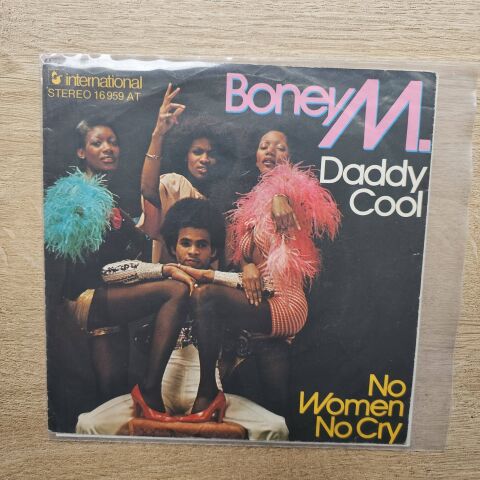 international
STEREO 16 959 AT
Boney M.
Daddy
Cool
No
Women
No Cry